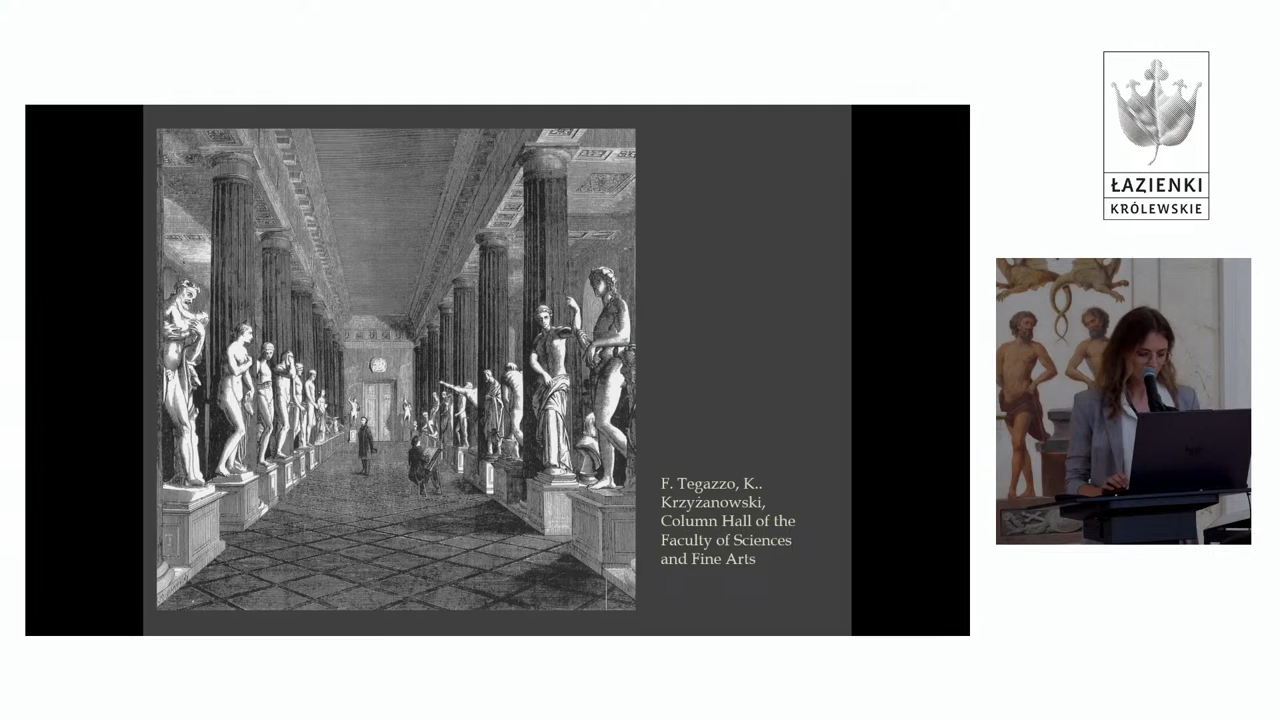 ŁAZIENKI
KRÓLEWSKIE
F. Tegazzo, K..
Krzyżanowski,
Column Hall of the
Faculty of Sciences
and Fine Arts